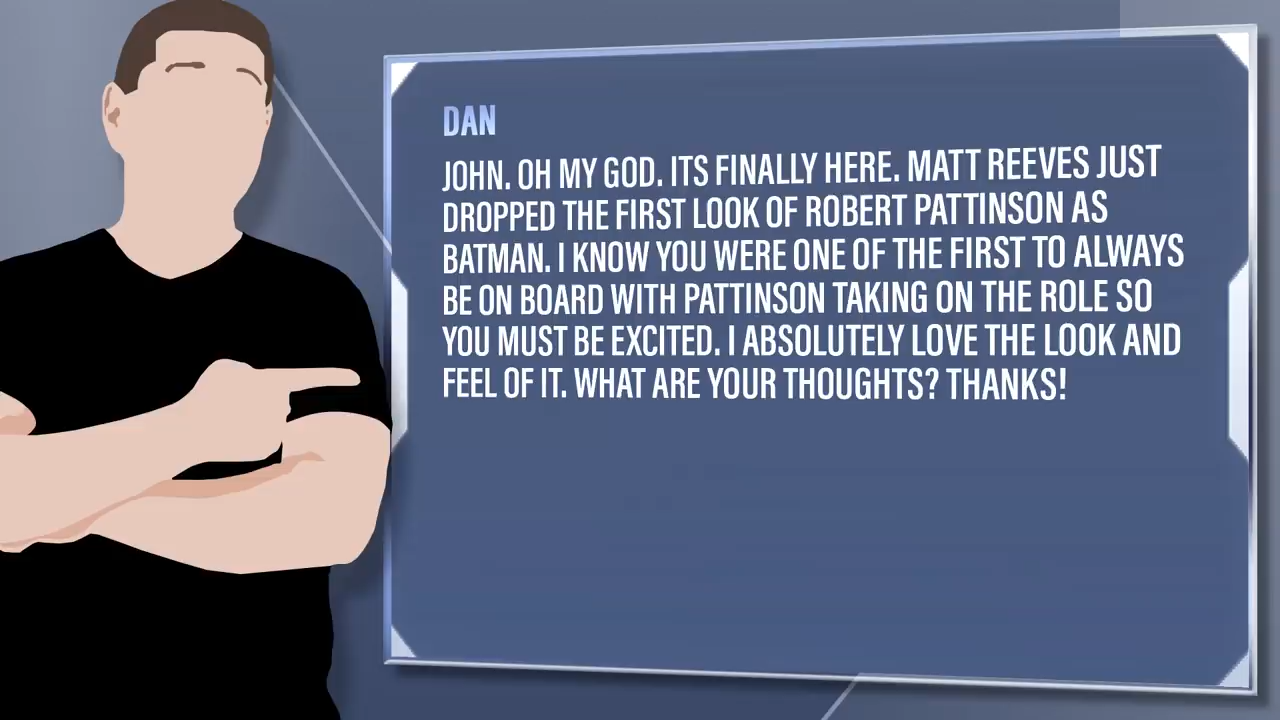 DAN
JOHN. OH MY GOD. ITS FINALLY HERE. MATT REEVES JUST
DROPPED THE FIRST LOOK OF ROBERT PATTINSON AS
BATMAN. I KNOW YOU WERE ONE OF THE FIRST TO ALWAYS
BE ON BOARD WITH PATTINSON TAKING ON THE ROLE SO
YOU MUST BE EXCITED. I ABSOLUTELY LOVE THE LOOK AND
FEEL OF IT. WHAT ARE YOUR THOUGHTS? THANKS!